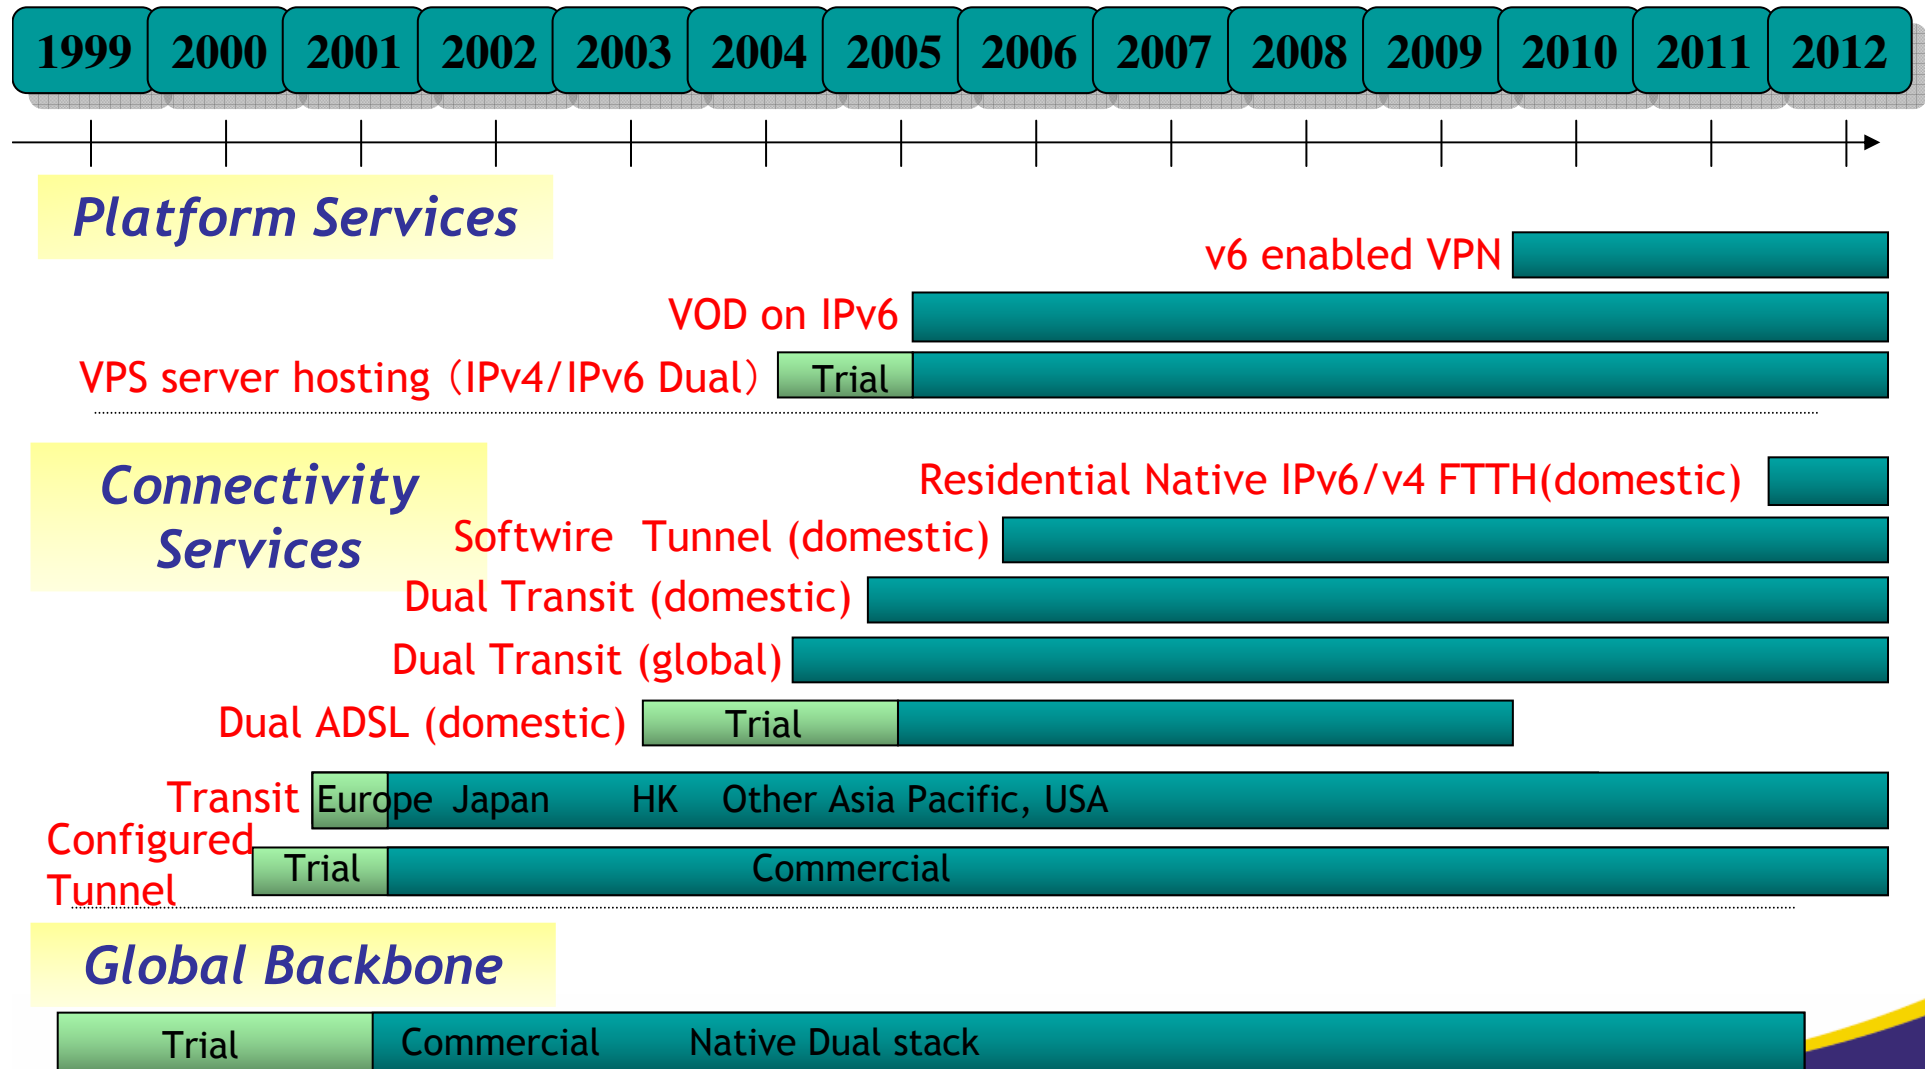 1999 2000 2001 2002 2003 2004 2005 2006 2007 2008 2009 2010 2011 2012
Platform Services
v6 enabled VPN
VOD on IPv6
VPS server hosting（IPv4/IPv6 Dual） Trial
Connectivity
Services
Residential Native IPv6/v4 FTTH(domestic)
Softwire Tunnel (domestic)
Dual Transit (domestic)
Dual Transit (global)
Dual ADSL (domestic) Trial
Transit Europe Japan HK Other Asia Pacific, USA
Configured
Tunnel
Trial Commercial
Global Backbone
Trial Commercial Native Dual stack